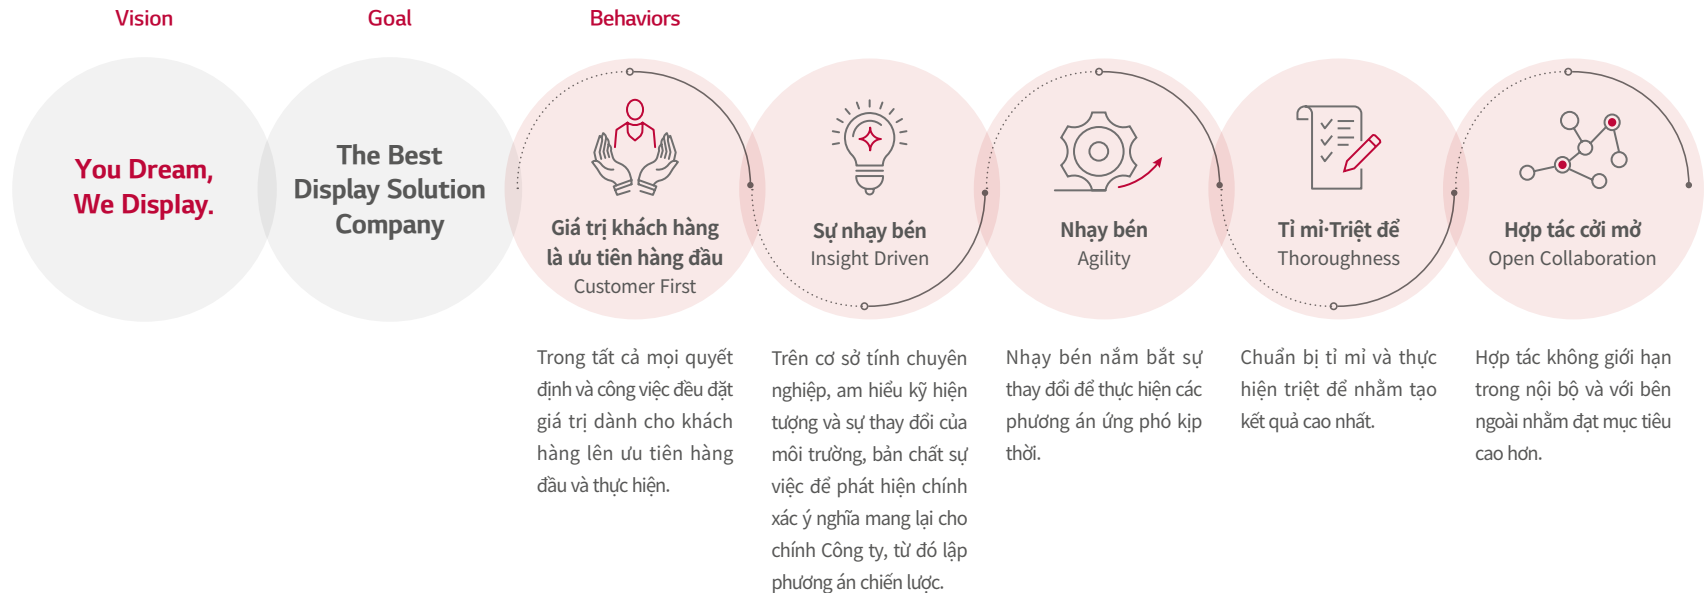 Vision
Goal
Behaviors
You Dream,
We Display.
The Best
Display Solution
Company
Giá trị khách hàng
là ưu tiên hàng đầu
Customer First
Sự nhạy bén
Insight Driven
Nhạy bén
Agility
Tỉ mỉ·Triệt để
Thoroughness
Hợp tác cởi mở
Open Collaboration
Trong tất cả mọi quyết
định và công việc đều đặt
giá trị dành cho khách
hàng lên ưu tiên hàng
đầu và thực hiện.
Trên cơ sở tính chuyên
nghiệp, am hiểu kỹ hiện
tượng và sự thay đổi của
môi trường, bản chất sự
việc để phát hiện chính
xác ý nghĩa mang lại cho
chính Công ty, từ đó lập
phương án chiến lược.
Nhạy bén nắm bắt sự
thay đổi để thực hiện các
phương án ứng phó kịp
thời.
Chuẩn bị tỉ mỉ và thực
hiện triệt để nhằm tạo
kết quả cao nhất.
Hợp tác không giới hạn
trong nội bộ và với bên
ngoài nhằm đạt mục tiêu
cao hơn.